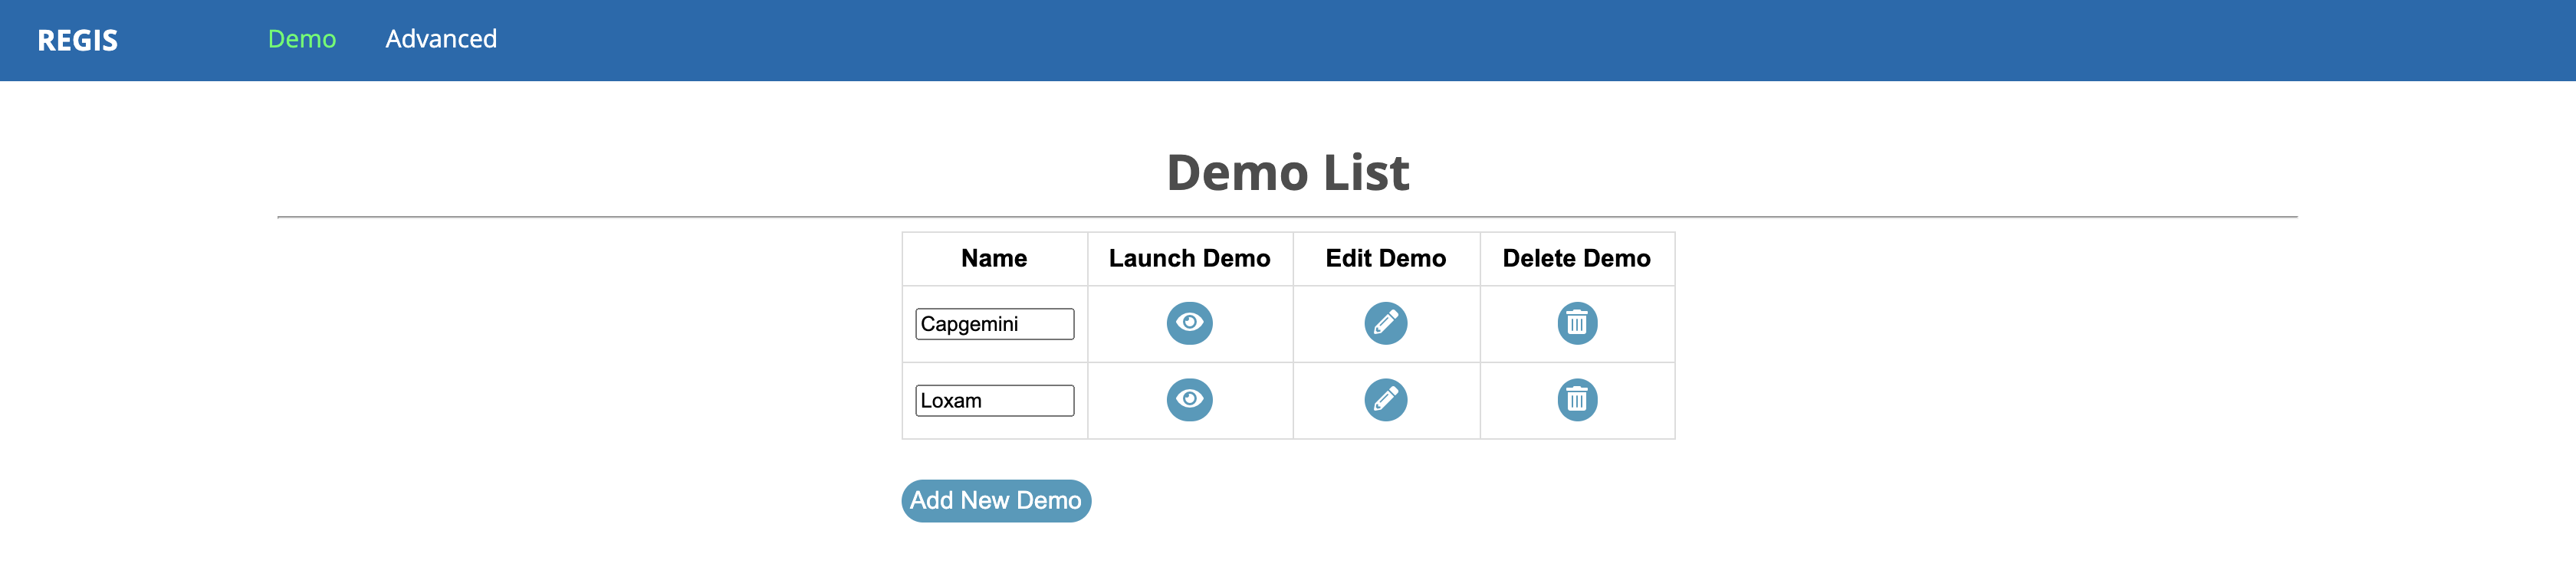 REGIS Demo Advanced
Demo List
Name Launch Demo Edit Demo Delete Demo
Capgemini
Loxam
Add New Demo